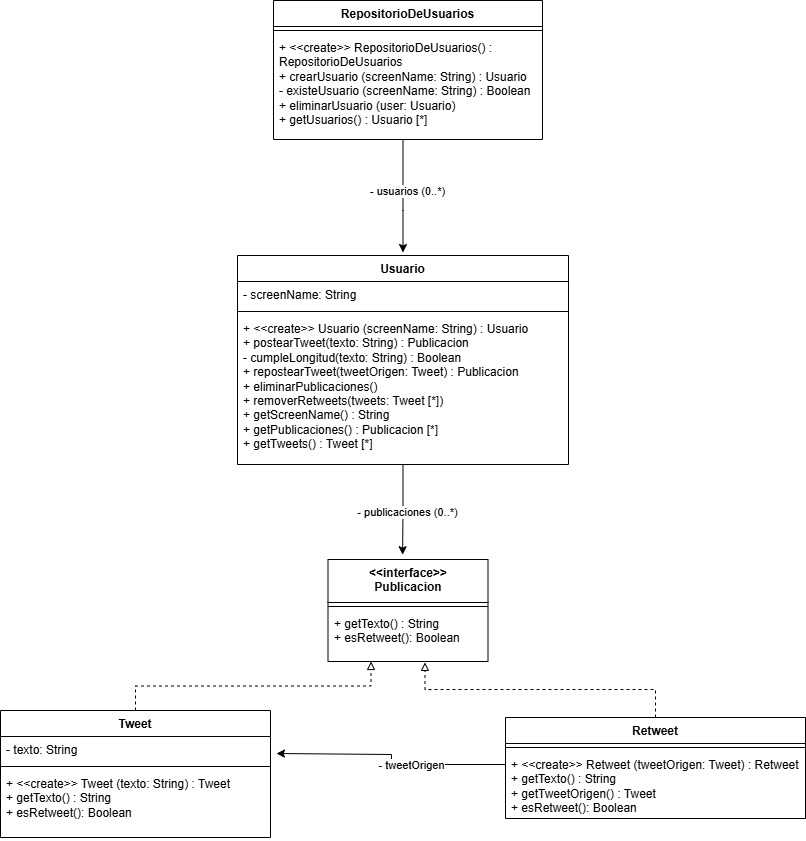 RepositorioDeUsuarios
+ <<create>> RepositorioDeUsuarios() :
RepositorioDeUsuarios
+ crearUsuario (screenName: String) : Usuario
- existeUsuario (screenName: String) : Boolean
+ eliminarUsuario (user: Usuario)
+ getUsuarios() : Usuario [*]
- usuarios (0..*)
Usuario
- screenName: String
+ <<create>> Usuario (screenName: String) : Usuario
+ postearTweet(texto: String) : Publicacion
- cumpleLongitud(texto: String) : Boolean
+ repostearTweet(tweetOrigen: Tweet) : Publicacion
+ eliminarPublicaciones()
+ removerRetweets(tweets: Tweet [*])
+ getScreenName() : String
+ getPublicaciones() : Publicacion [*]
+ getTweets() : Tweet [*]
- publicaciones (0..*)
<<interface>>
Publicacion
+ getTexto() : String
+ esRetweet(): Boolean
Tweet
- texto: String
+ <<create>> Tweet (texto: String) : Tweet
+ getTexto() : String
+ esRetweet(): Boolean
- tweetOrigen
Retweet
+ <<create>> Retweet (tweetOrigen: Tweet) : Retweet
+ getTexto() : String
+ getTweetOrigen() : Tweet
+ esRetweet(): Boolean